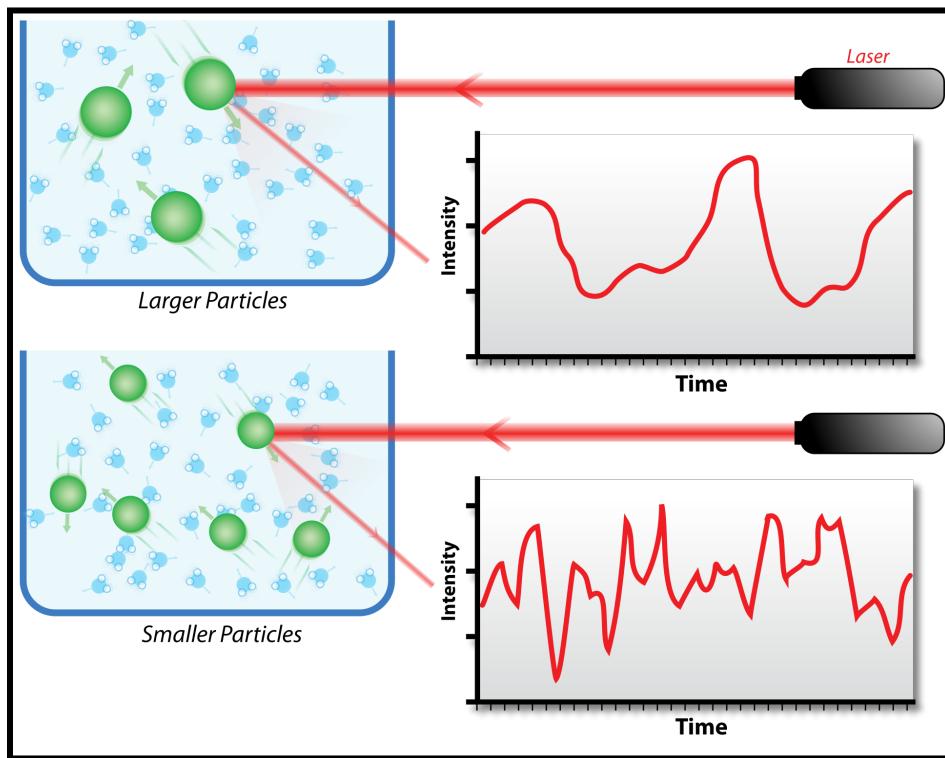 Laser
Intensity
Time
Larger Particles
Intensity
Time
Smaller Particles